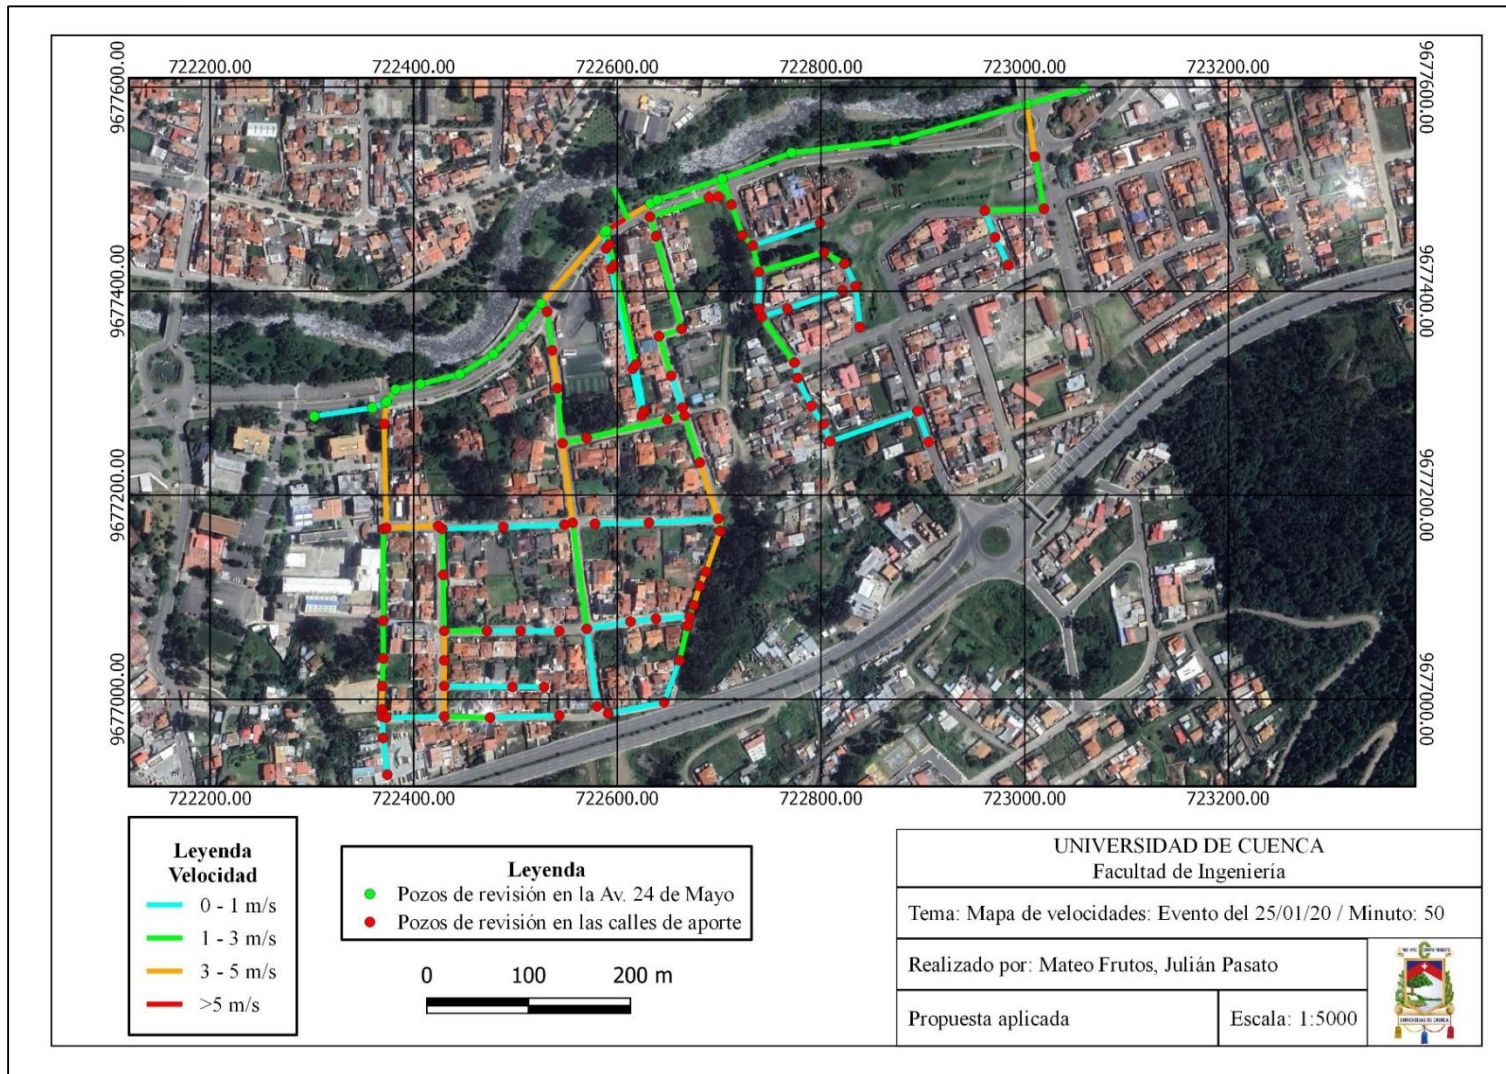 722200.00 722400.00 722600.00 722800.00 723000.00 723200.00
9677600.00 9677600.00
9677400.00 9677400.00
9677200.00 9677200.00
9677000.00 9677000.00
722200.00 722400.00 722600.00 722800.00 723000.00 723200.00
Leyenda
Velocidad
0 - 1 m/s
1 - 3 m/s
3 - 5 m/s
>5 m/s
Leyenda
Pozos de revisión en la Av. 24 de Mayo
Pozos de revisión en las calles de aporte
0 100 200 m
UNIVERSIDAD DE CUENCA
Facultad de Ingeniería
Tema: Mapa de velocidades: Evento del 25/01/20 / Minuto: 50
Realizado por: Mateo Frutos, Julián Pasato
Propuesta aplicada
Escala: 1:5000
UNIVERSIDAD DE CUENCA